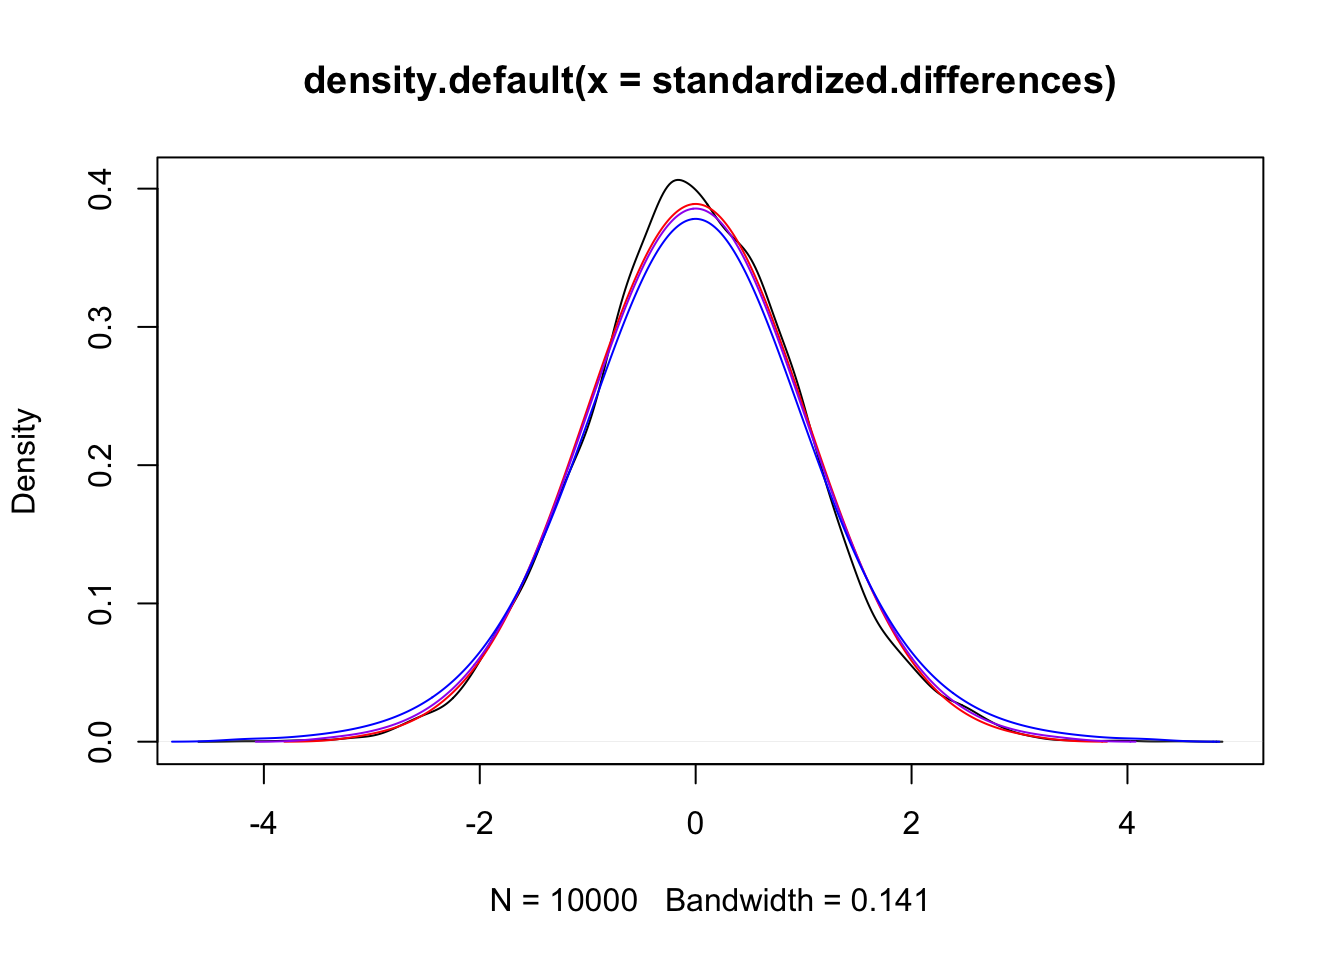 density.default(x = standardized.differences)
Density
0.4
0.3
0.2
0.1
0.0
-4 -2 0 2 4
N = 10000 Bandwidth = 0.141